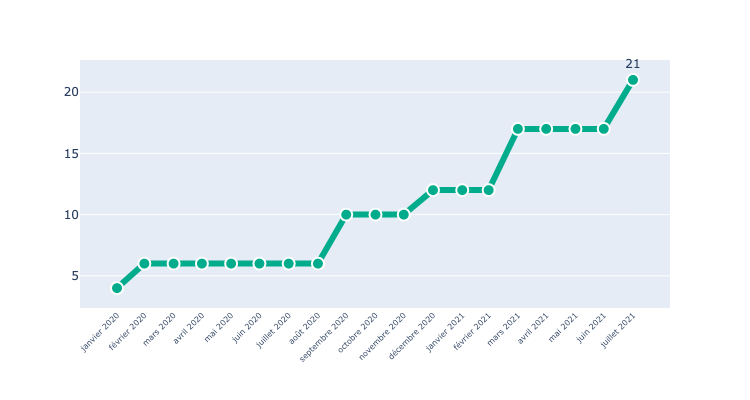 21
20
15
10
5
janvier 2020
février 2020
mars 2020
avril 2020
mai 2020
juin 2020
juillet 2020
août 2020
septembre 2020
octobre 2020
novembre 2020
décembre 2020
janvier 2021
février 2021
mars 2021
avril 2021
mai 2021
juin 2021
juillet 2021